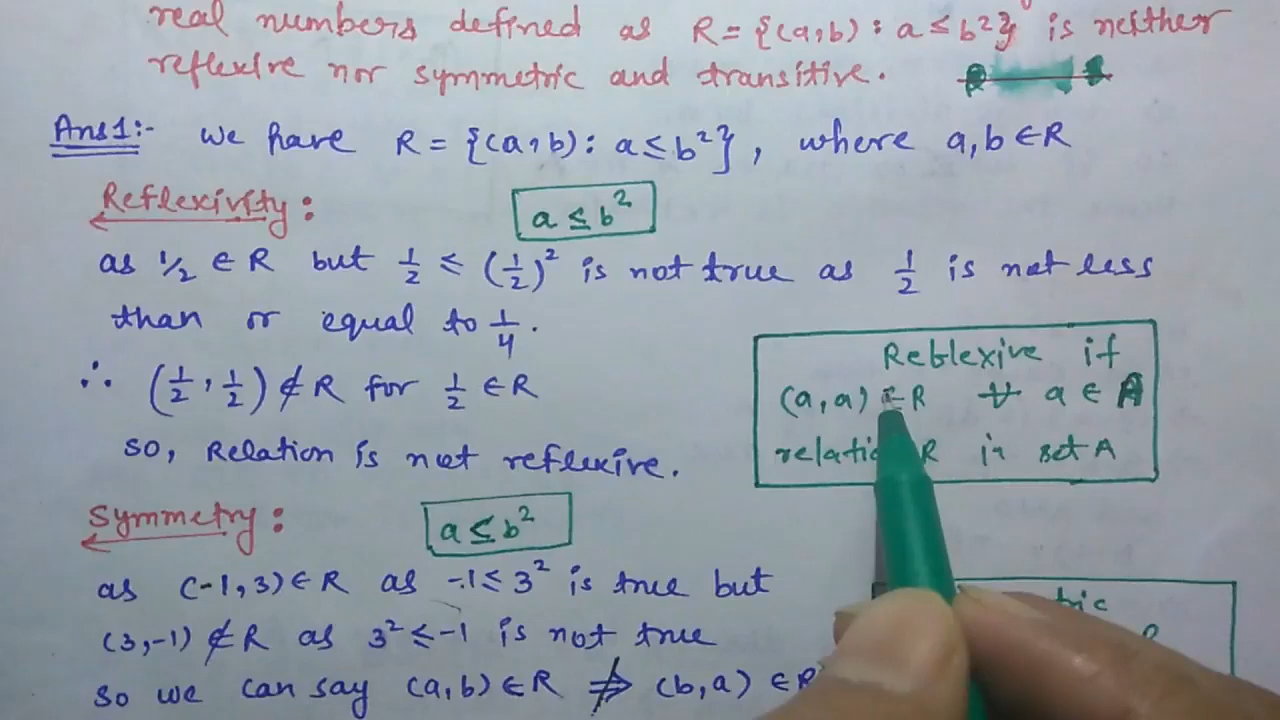 real numbers defined as R = {(a,b) : a ≤ b²} is neither
reflexive nor symmetric and transitive.
Ans1:- we have R = {(a,b) : a ≤ b²}, where a,b ∈ R
Reflexivity:
a ≤ b²
as 1/2 ∈ R but 1/2 ≤ (1/2)² is not true as 1/2 is not less
than or equal to 1/4.
∴ (1/2, 1/2) ∉ R for 1/2 ∈ R
so, Relation is not reflexive.
Reflexive if
(a,a) ∈ R ∀ a ∈ A
R in set A
Symmetry:
a ≤ b²
as (-1,3) ∈ R as -1 ≤ 3² is true but
(3,-1) ∉ R as 3² ≤ -1 is not true
So we can say (a,b) ∈ R ⇏ (b,a) ∈ R